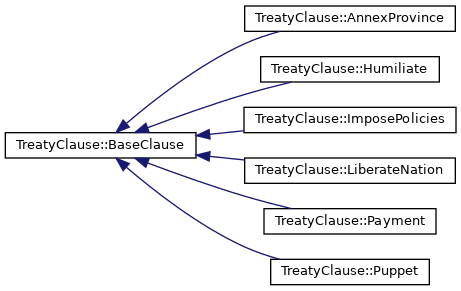 TreatyClause::AnnexProvince
TreatyClause::Humiliate
TreatyClause::ImposePolicies
TreatyClause::BaseClause
TreatyClause::LiberateNation
TreatyClause::Payment
TreatyClause::Puppet